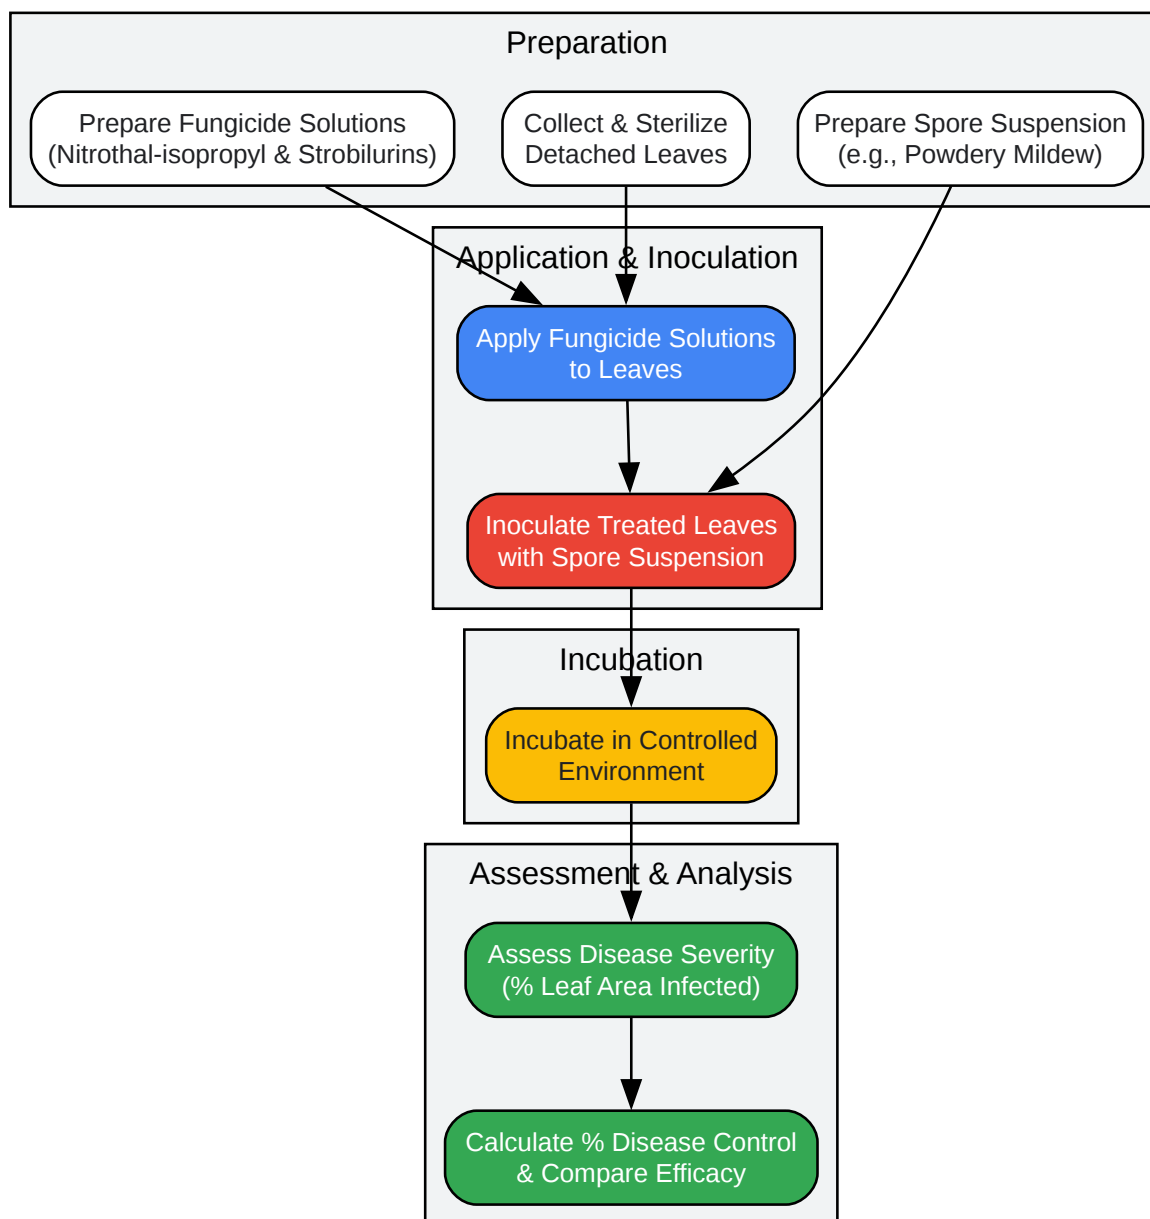 Preparation
Prepare Fungicide Solutions
(Nitrothal-isopropyl & Strobilurins)
Collect & Sterilize
Detached Leaves
Prepare Spore Suspension
(e.g., Powdery Mildew)
Application & Inoculation
Apply Fungicide Solutions
to Leaves
Inoculate Treated Leaves
with Spore Suspension
Incubation
Incubate in Controlled
Environment
Assessment & Analysis
Assess Disease Severity
(% Leaf Area Infected)
Calculate % Disease Control
& Compare Efficacy